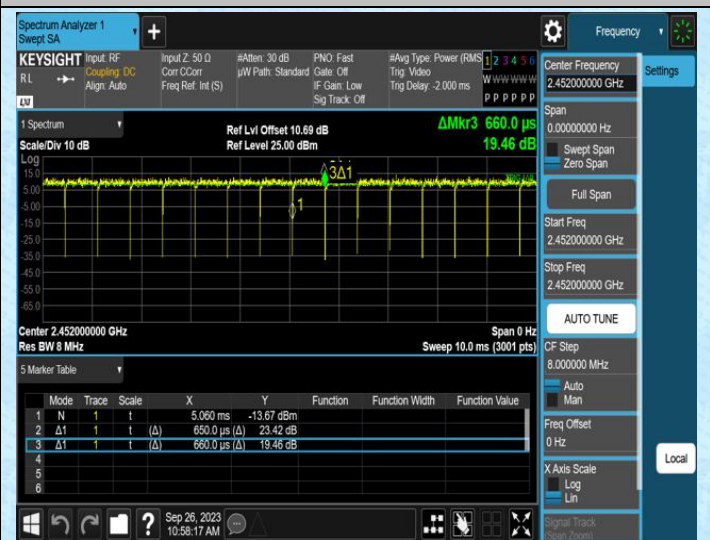 Spectrum Analyzer 1
Swept SA
+
Frequency
KEYSIGHT
RL
LXI
Input: RF
Coupling: DC
Align: Auto
Input Z: 50 Ω
Corr CCorr
Freq Ref: Int (S)
#Atten: 30 dB
µW Path: Standard
PNO: Fast
Gate: Off
IF Gain: Low
Sig Track: Off
#Avg Type: Power (RMS
Trig: Video
Trig Delay: -2.000 ms
1 2 3 4 5 6
W W W W W W
P P P P P P
Center Frequency
2.452000000 GHz
Settings
Span
0.00000000 Hz
Swept Span
Zero Span
Full Span
Start Freq
2.452000000 GHz
Stop Freq
2.452000000 GHz
AUTO TUNE
CF Step
8.000000 MHz
Auto
Man
Freq Offset
0 Hz
X Axis Scale
Log
Lin
Signal Track
(Span Zoom)
Local
1 Spectrum
Scale/Div 10 dB
Ref Lvl Offset 10.69 dB
Ref Level 25.00 dBm
ΔMkr3 660.0 µs
19.46 dB
Log
15.0
5.00
-5.00
-15.0
-25.0
-35.0
-45.0
-55.0
-65.0
3Δ1
1
Center 2.452000000 GHz
Res BW 8 MHz
Span 0 Hz
Sweep 10.0 ms (3001 pts)
5 Marker Table
Mode Trace Scale X Y Function Function Width Function Value
1 N 1 t 5.060 ms -13.67 dBm
2 Δ1 1 t (Δ) 650.0 µs (Δ) 23.42 dB
3 Δ1 1 t (Δ) 660.0 µs (Δ) 19.46 dB
4
5
6
?
Sep 26, 2023
10:58:17 AM